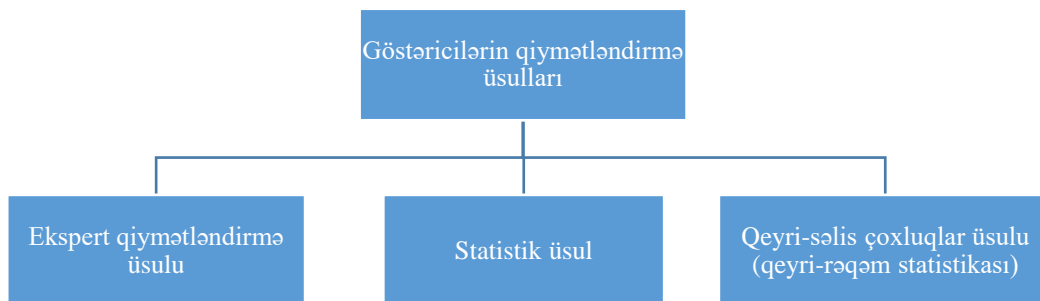 Göstəricilərin qiymətləndirmə
üsulları
Ekspert qiymətləndirmə
üsulu
Statistik üsul
Qeyri-səlis çoxluqlar üsulu
(qeyri-rəqəm statistikası)